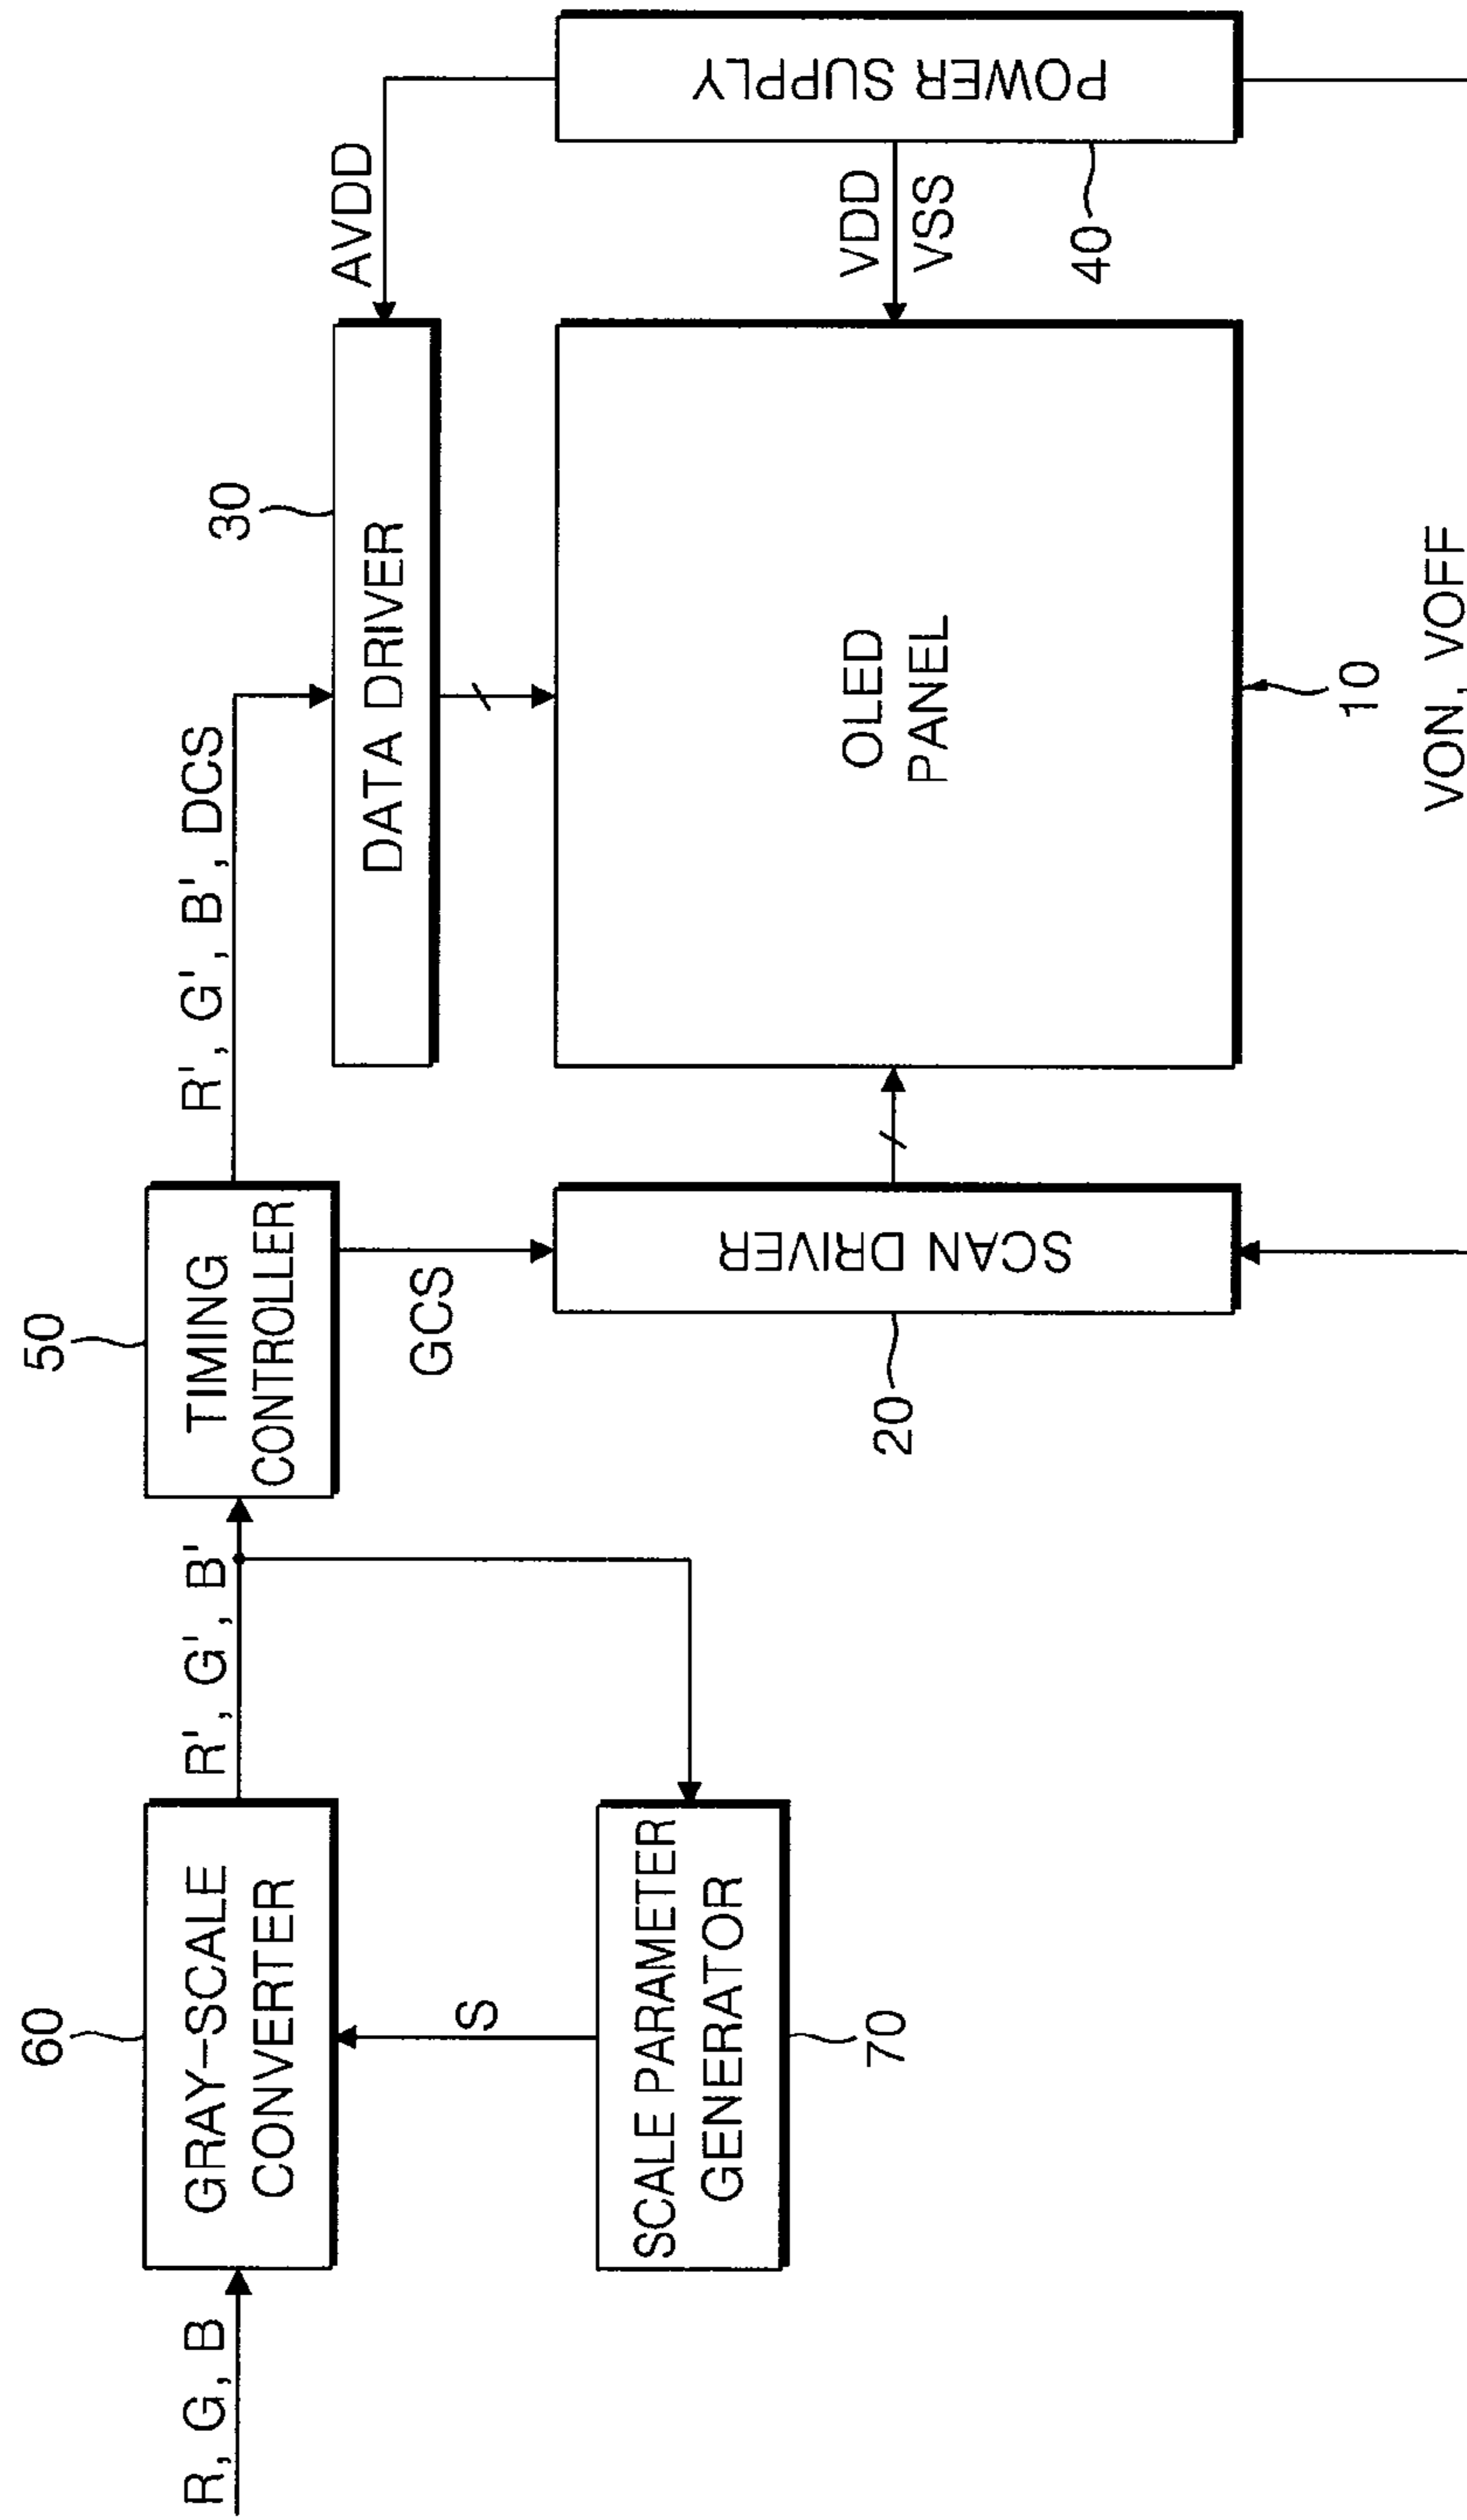 60
50
30
R, G, B
GRAY-SCALE
CONVERTER
R', G', B'
TIMING
CONTROLLER
R', G', B', DCS
DATA DRIVER
AVDD
S
GCS
SCALE PARAMETER
GENERATOR
70
20
SCAN DRIVER
OLED
PANEL
VDD
VSS
POWER SUPPLY
40
10
VON, VOFF